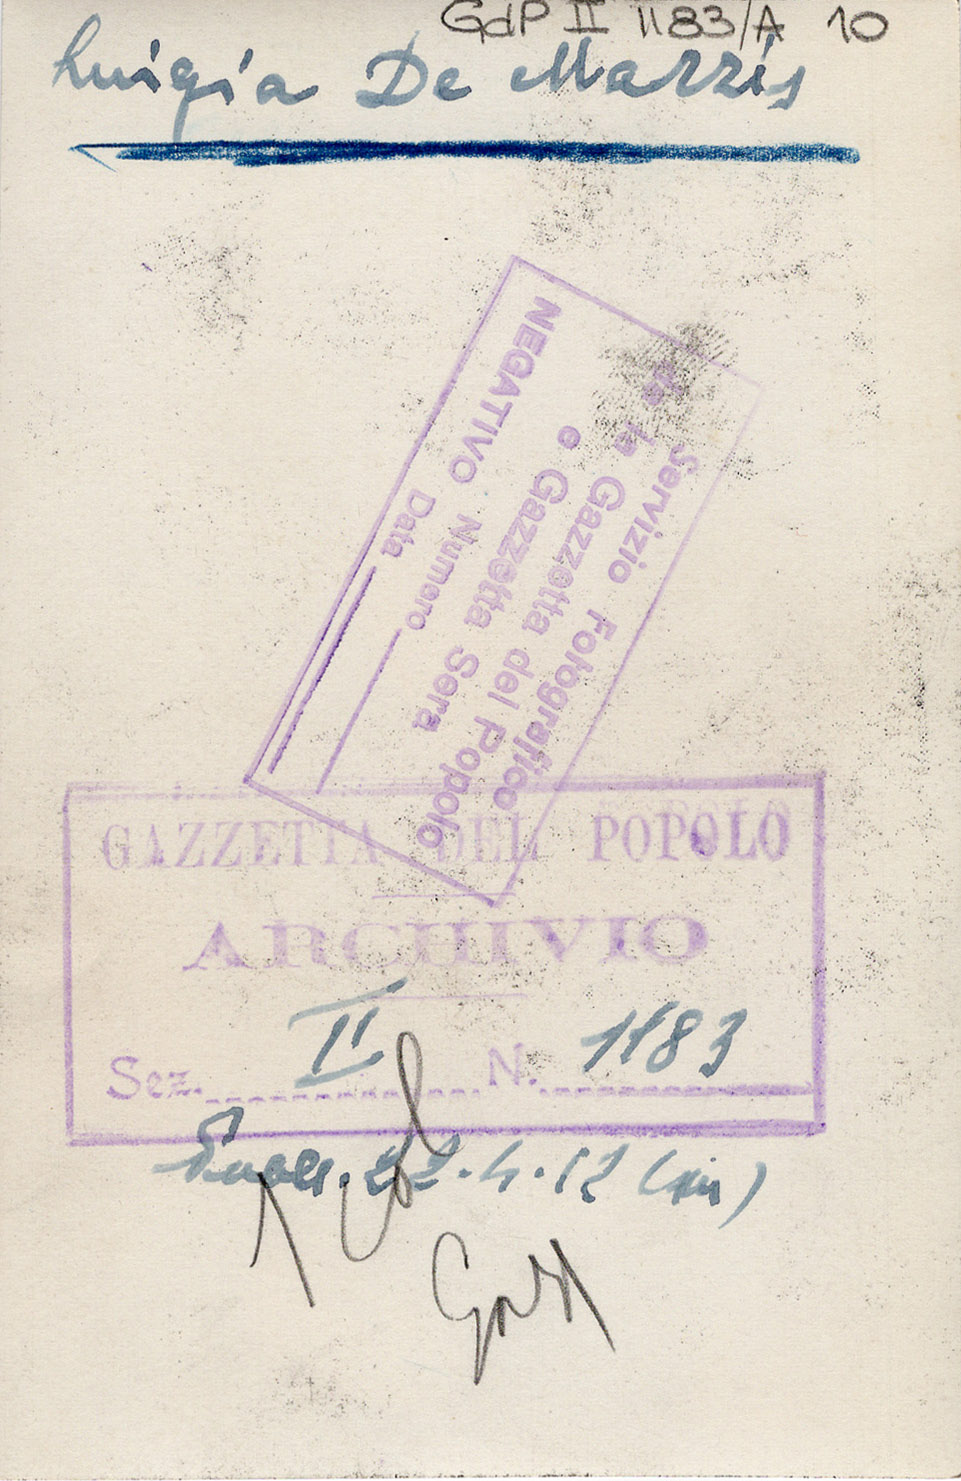 GdP II 1183/A 10
Luigia De Marzis
da la
Servizio Fotografico
Gazzetta del Popolo
e Gazzetta Sera
NEGATIVO Numero
Data
GAZZETTA DEL POPOLO
ARCHIVIO
Sez. II N. 1183